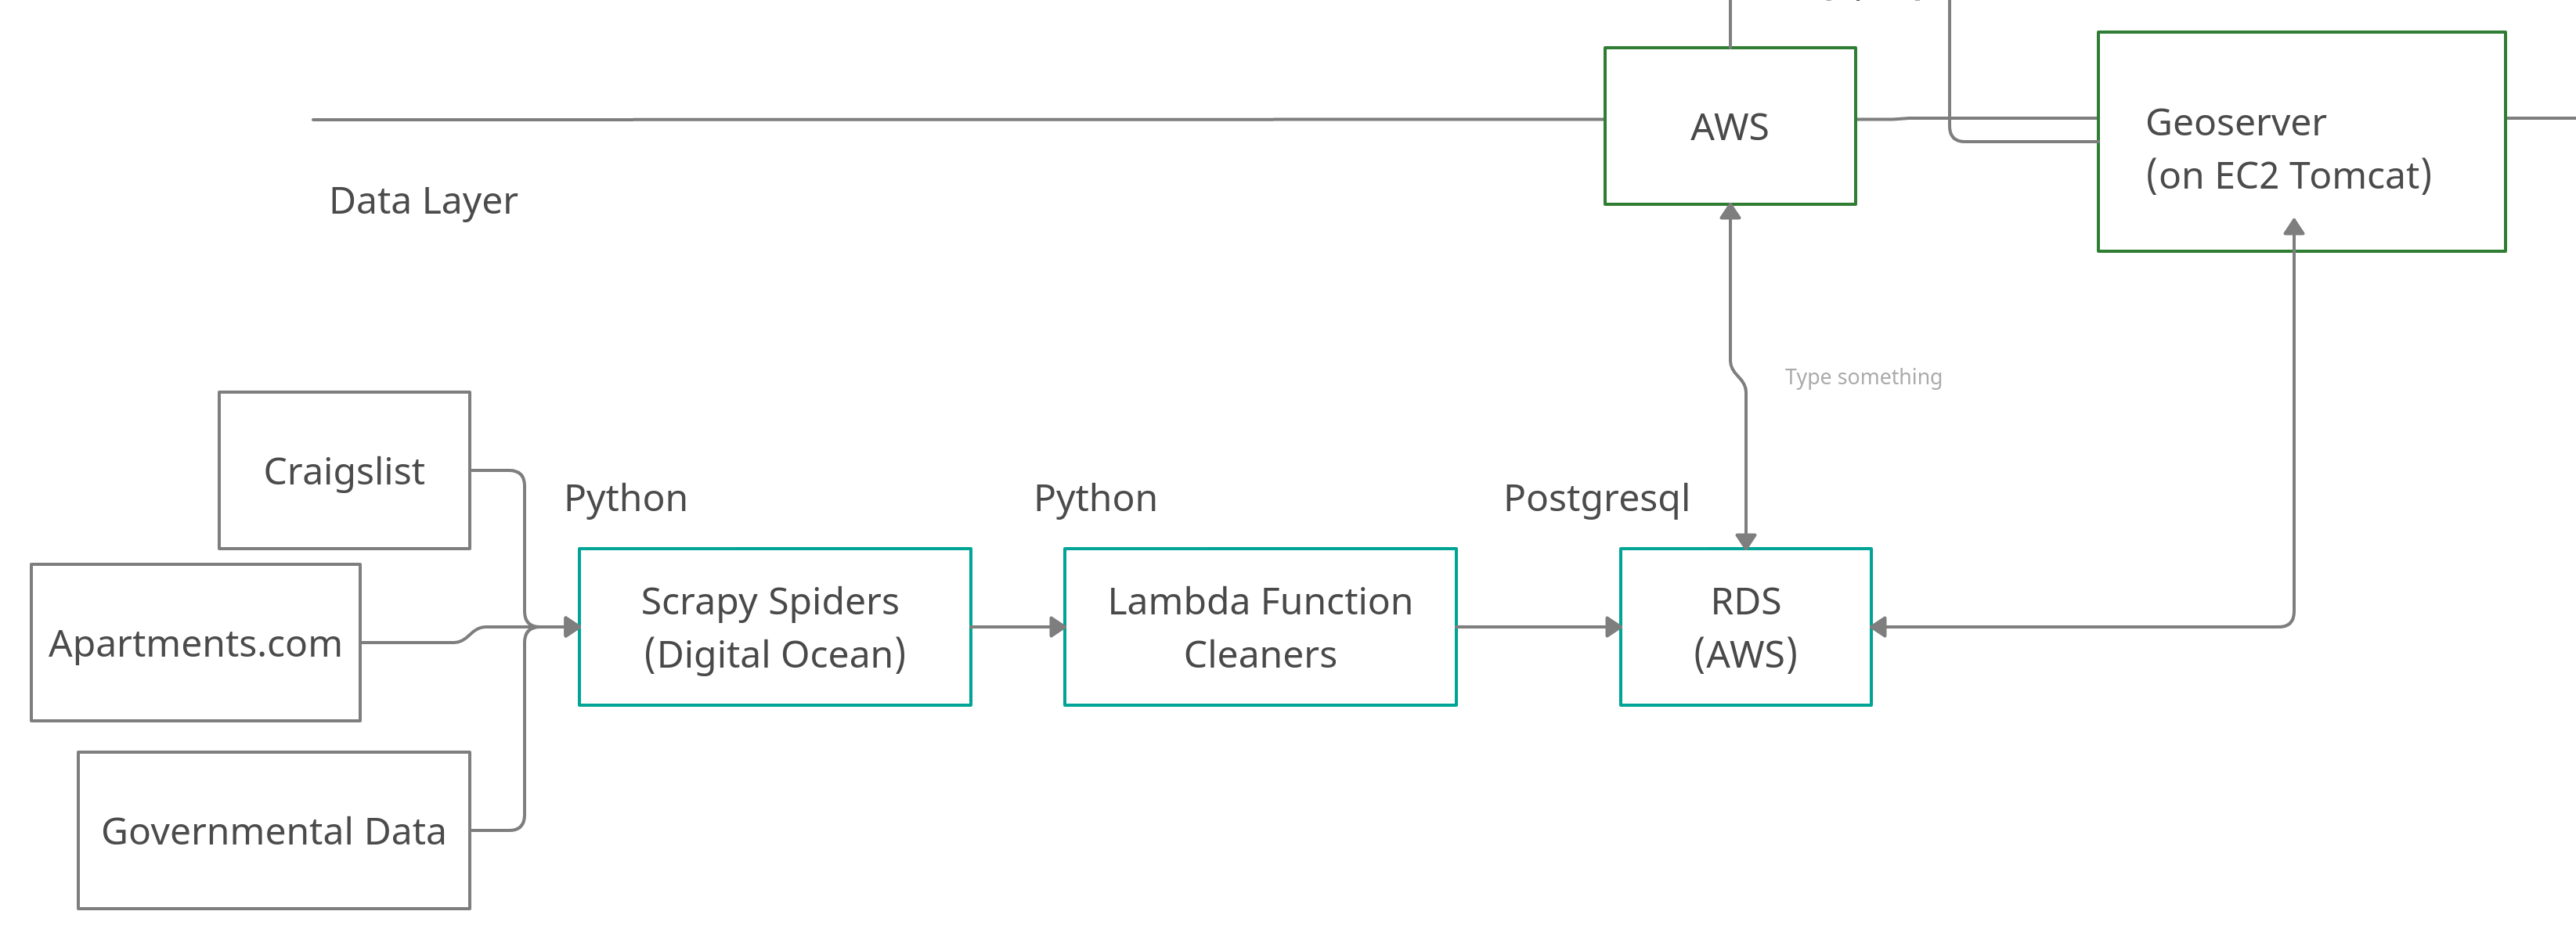 AWS
Geoserver
(on EC2 Tomcat)
Data Layer
Type something
Craigslist
Python
Python
Postgresql
Scrapy Spiders
(Digital Ocean)
Lambda Function
Cleaners
RDS
(AWS)
Apartments.com
Governmental Data